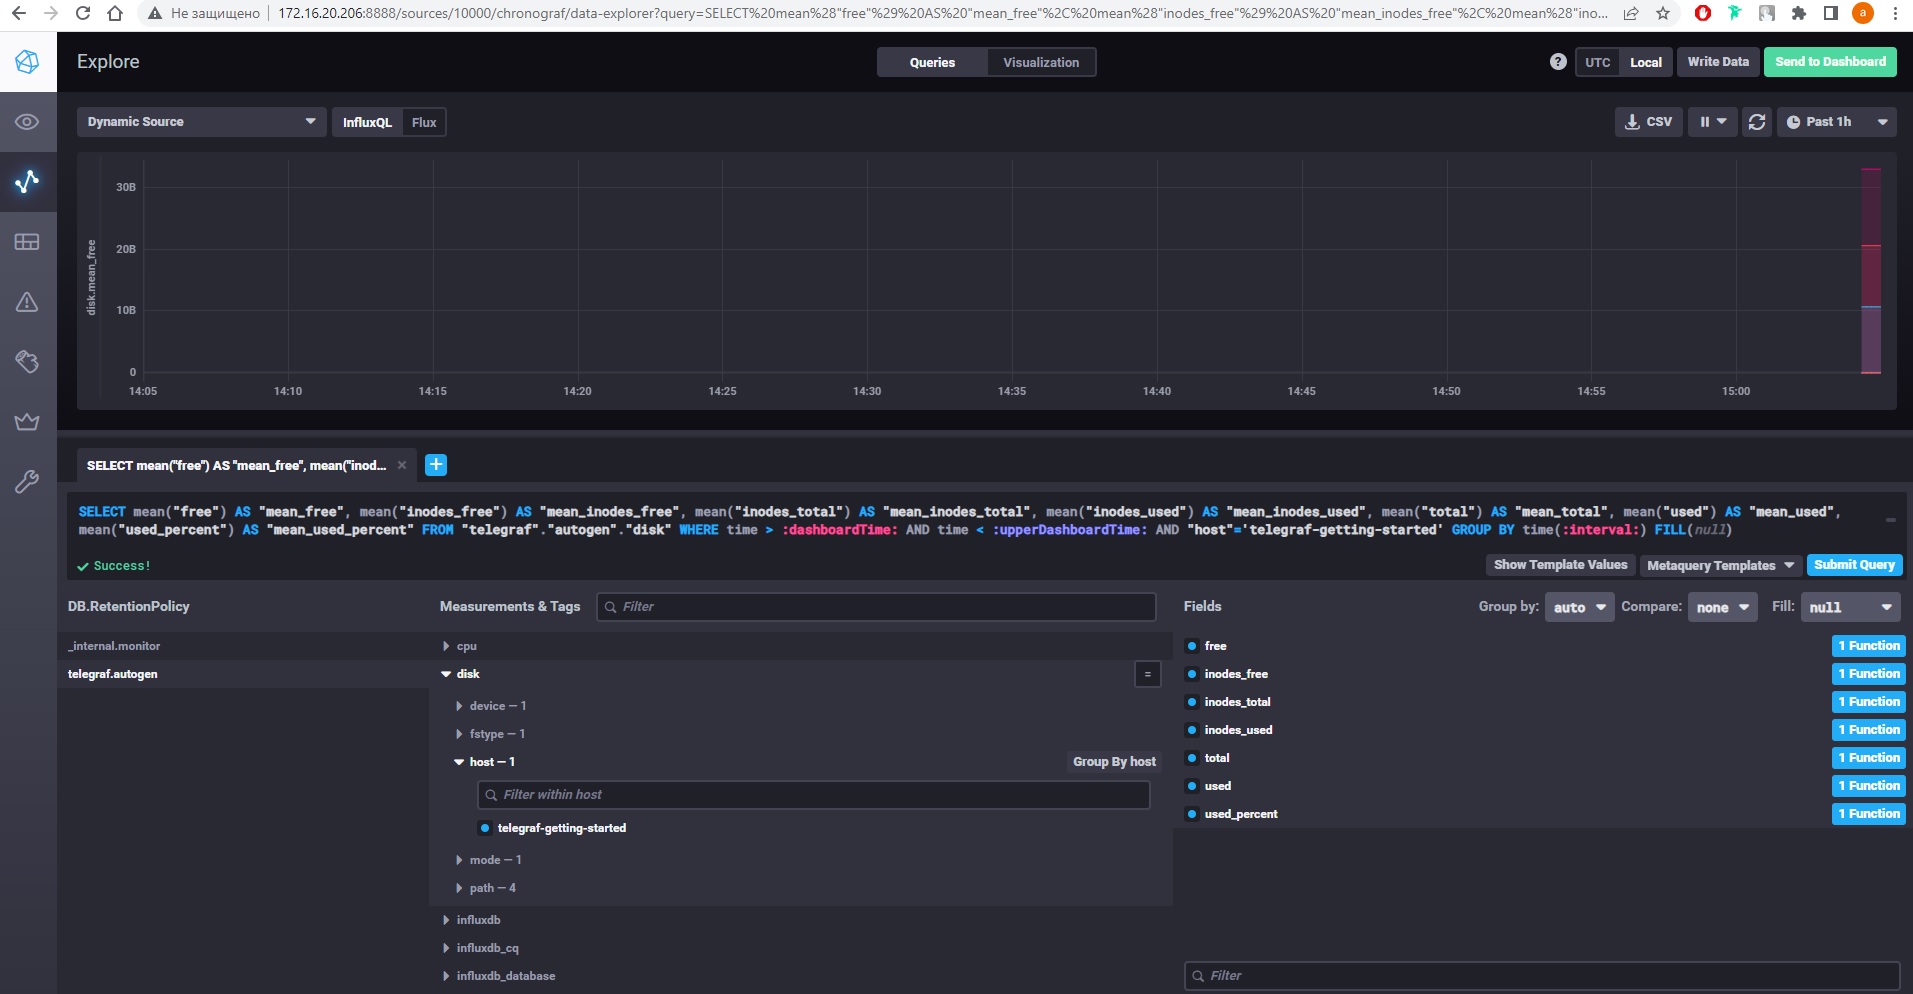 Не защищено 172.16.20.206:8888/sources/10000/chronograf/data-explorer?query=SELECT%20mean%28"free"%29%20AS%20"mean_free"%2C%20mean%28"inodes_free"%29%20AS%20"mean_inodes_free"%2C%20mean%28"ino...
a
Explore
Queries Visualization
? UTC Local Write Data Send to Dashboard
Dynamic Source InfluxQL Flux
CSV Past 1h
disk.mean_free
30B
20B
10B
0
14:05 14:10 14:15 14:20 14:25 14:30 14:35 14:40 14:45 14:50 14:55 15:00
SELECT mean("free") AS "mean_free", mean("inod... × +
SELECT mean("free") AS "mean_free", mean("inodes_free") AS "mean_inodes_free", mean("inodes_total") AS "mean_inodes_total", mean("inodes_used") AS "mean_inodes_used", mean("total") AS "mean_total", mean("used") AS "mean_used",
mean("used_percent") AS "mean_used_percent" FROM "telegraf"."autogen"."disk" WHERE time > :dashboardTime: AND time < :upperDashboardTime: AND "host"='telegraf-getting-started' GROUP BY time(:interval:) FILL(null)
Success! Show Template Values Metaquery Templates Submit Query
DB.RetentionPolicy
_internal.monitor
telegraf.autogen
Measurements & Tags Filter
cpu
disk =
device — 1
fstype — 1
host — 1 Group By host
Filter within host
telegraf-getting-started
mode — 1
path — 4
influxdb
influxdb_cq
influxdb_database
Fields Group by: auto Compare: none Fill: null
free 1 Function
inodes_free 1 Function
inodes_total 1 Function
inodes_used 1 Function
total 1 Function
used 1 Function
used_percent 1 Function
Filter